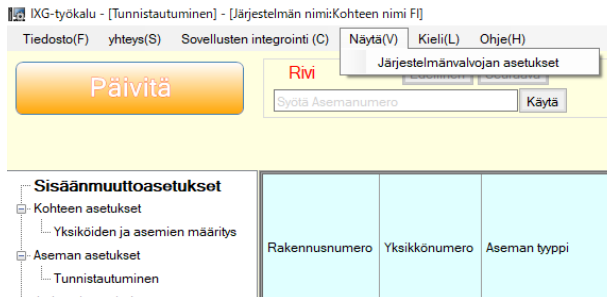 IXG-työkalu - [Tunnistautuminen] - [Järjestelmän nimi:Kohteen nimi FI]
Tiedosto(F) yhteys(S) Sovellusten integrointi (C) Näytä(V) Kieli(L) Ohje(H)
Järjestelmänvalvojan asetukset
Päivitä
Rivi
Syötä Asemanumero
Käytä
Sisäänmuuttoasetukset
Kohteen asetukset
Yksiköiden ja asemien määritys
Aseman asetukset
Tunnistautuminen
Rakennusnumero Yksikkönumero Aseman tyyppi